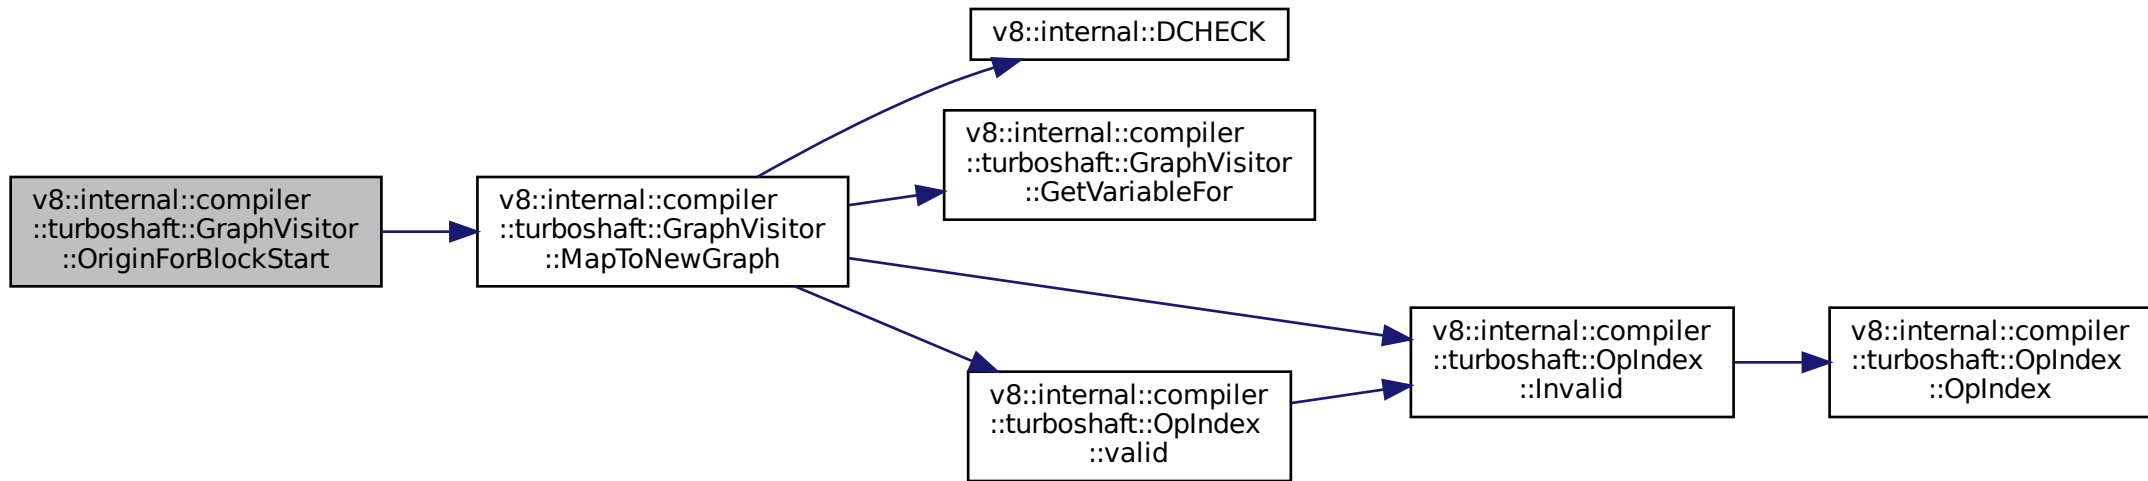 v8::internal::compiler
::turboshaft::GraphVisitor
::OriginForBlockStart
v8::internal::compiler
::turboshaft::GraphVisitor
::MapToNewGraph
v8::internal::DCHECK
v8::internal::compiler
::turboshaft::GraphVisitor
::GetVariableFor
v8::internal::compiler
::turboshaft::OpIndex
::valid
v8::internal::compiler
::turboshaft::OpIndex
::Invalid
v8::internal::compiler
::turboshaft::OpIndex
::OpIndex